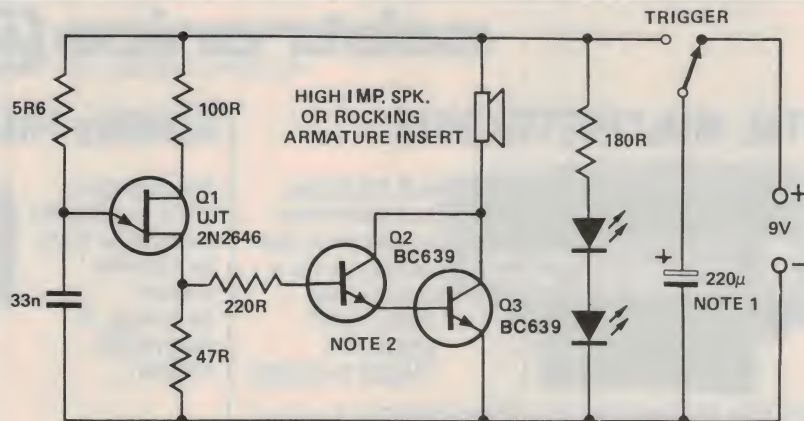 TRIGGER
5R6
100R
HIGH IMP. SPK.
OR ROCKING
ARMATURE INSERT
180R
Q1
UJT
2N2646
Q2
BC639
+
9V
−
+
220μ
NOTE 1
33n
220R
Q3
BC639
NOTE 2
47R